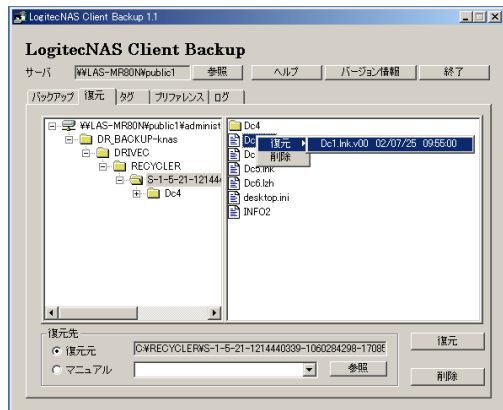 LogitecNAS Client Backup 1.1
LogitecNAS Client Backup
サーバ ¥¥LAS-MR80N¥public1 参照 ヘルプ バージョン情報 終了
バックアップ 復元 タグ プリファレンス ログ
¥¥LAS-MR80N¥public1¥administ
DR_BACKUP-knas
DRIVEC
RECYCLER
S-1-5-21-12144
Dc4
Dc4
復元 Dc1.lnk.v00 02/07/25 09:55:00
削除
Dc5.lnk
Dc6.lzh
desktop.ini
INFO2
復元先
復元元 C:¥RECYCLER¥S-1-5-21-1214440339-1060284298-17085
マニュアル 参照
復元
削除